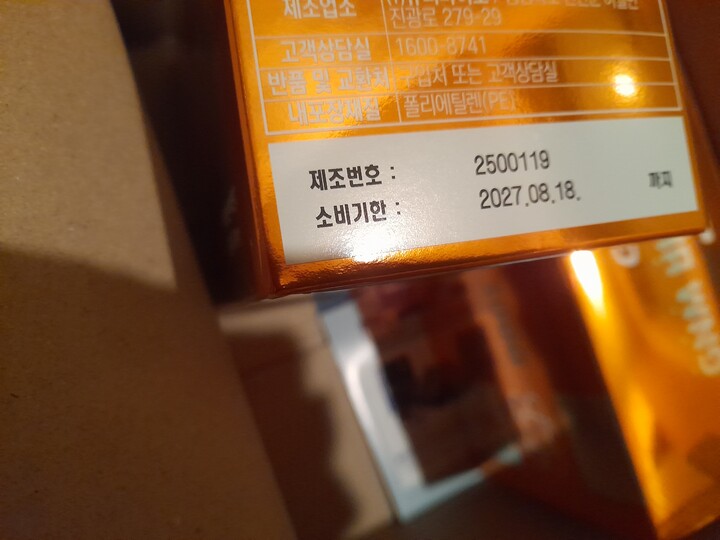 제조업소
진광로 279-29
고객상담실 1600-8741
반품 및 교환처 구입처 또는 고객상담실
내포장재질 폴리에틸렌(PE)
제조번호 : 2500119
소비기한 : 2027.08.18. 까지